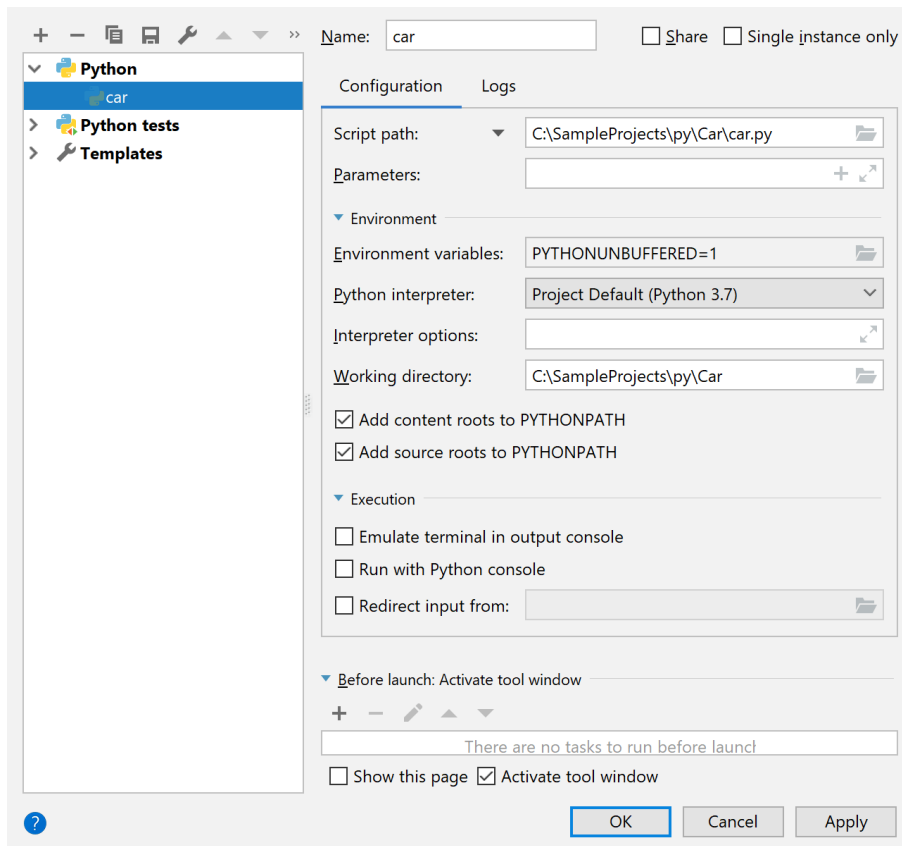 Name: car Share Single instance only
Python
car
Python tests
Templates
Configuration Logs
Script path: C:\SampleProjects\py\Car\car.py
Parameters:
Environment
Environment variables: PYTHONUNBUFFERED=1
Python interpreter: Project Default (Python 3.7)
Interpreter options:
Working directory: C:\SampleProjects\py\Car
Add content roots to PYTHONPATH
Add source roots to PYTHONPATH
Execution
Emulate terminal in output console
Run with Python console
Redirect input from:
Before launch: Activate tool window
There are no tasks to run before launch
Show this page Activate tool window
? OK Cancel Apply